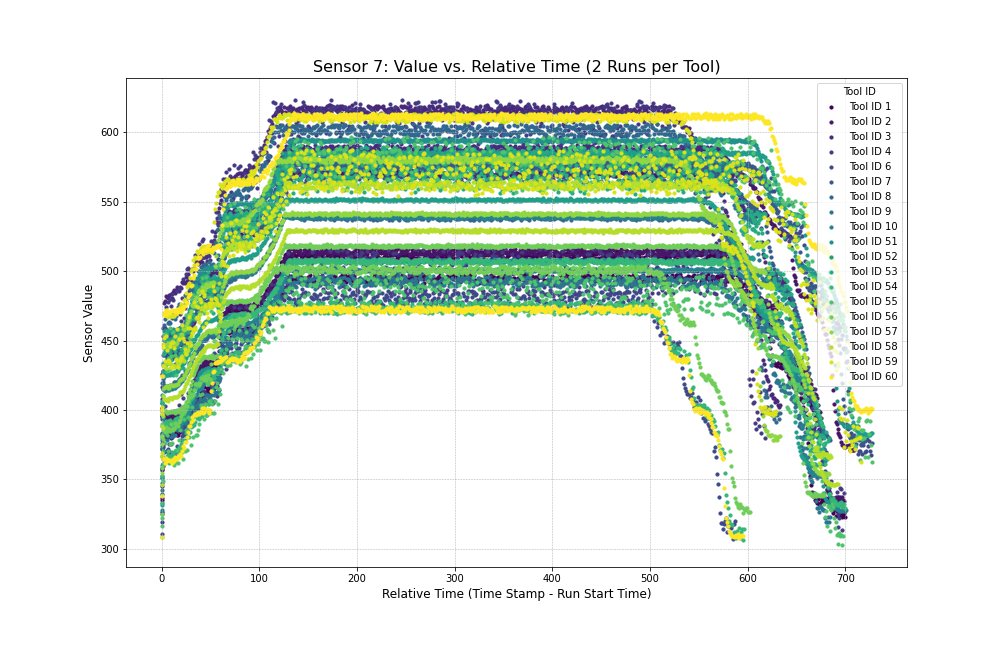 Sensor 7: Value vs. Relative Time (2 Runs per Tool)
Tool ID
Tool ID 1
Tool ID 2
Tool ID 3
Tool ID 4
Tool ID 6
Tool ID 7
Tool ID 8
Tool ID 9
Tool ID 10
Tool ID 51
Tool ID 52
Tool ID 53
Tool ID 54
Tool ID 55
Tool ID 56
Tool ID 57
Tool ID 58
Tool ID 59
Tool ID 60
Sensor Value
600
550
500
450
400
350
300
0 100 200 300 400 500 600 700
Relative Time (Time Stamp - Run Start Time)